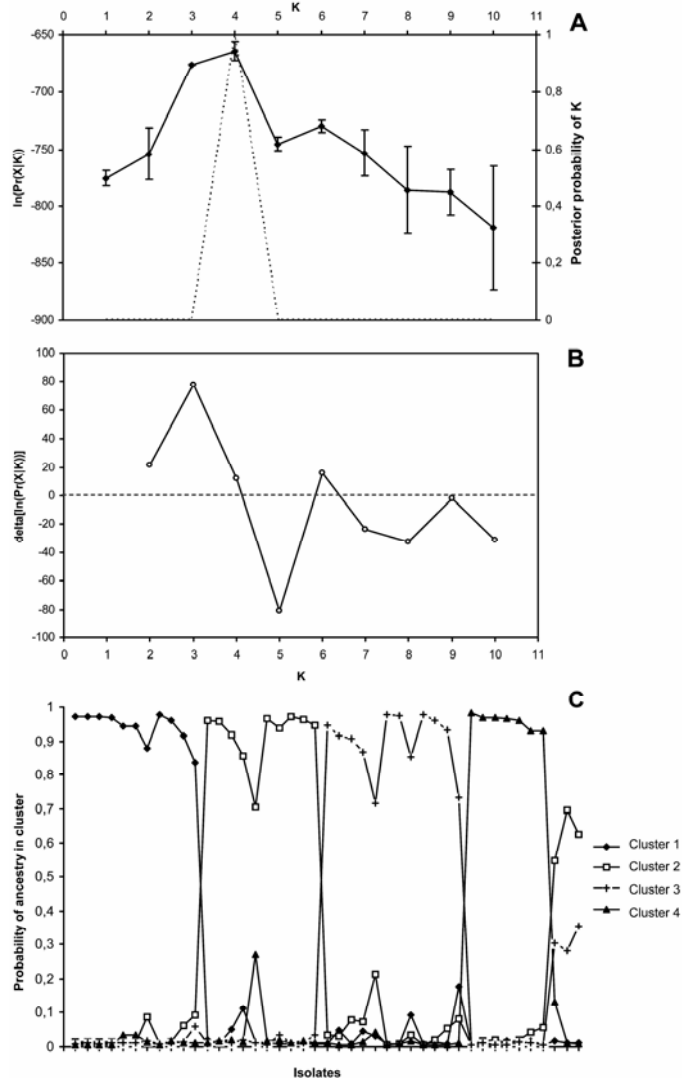 K
0 1 2 3 4 5 6 7 8 9 10 11
A
-650
-700
-750
-800
-850
-900
ln(Pr(X|K))
1
0,8
0,6
0,4
0,2
0
Posterior probability of K
B
100
80
60
40
20
0
-20
-40
-60
-80
-100
delta[ln(Pr(X|K))]
0 1 2 3 4 5 6 7 8 9 10 11
K
C
1
0,9
0,8
0,7
0,6
0,5
0,4
0,3
0,2
0,1
0
Probability of ancestry in cluster
Cluster 1
Cluster 2
Cluster 3
Cluster 4
Isolates